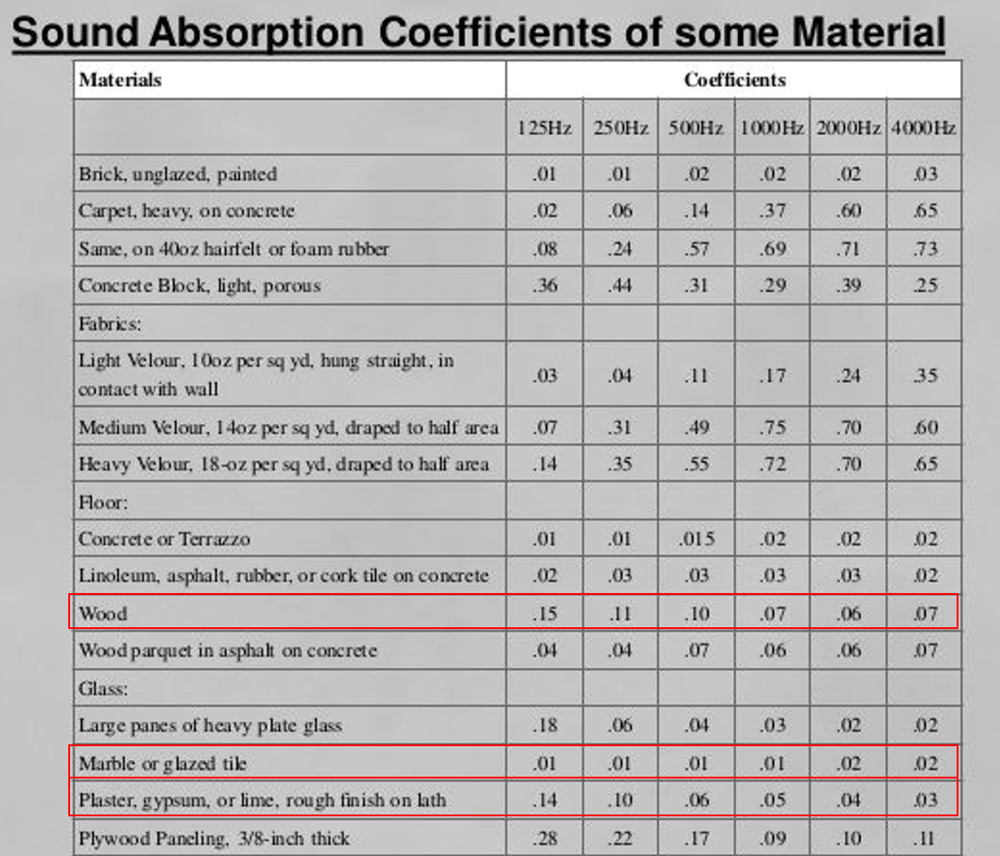 Sound Absorption Coefficients of some Material
Materials Coefficients
125Hz 250Hz 500Hz 1000Hz 2000Hz 4000Hz
Brick, unglazed, painted .01 .01 .02 .02 .02 .03
Carpet, heavy, on concrete .02 .06 .14 .37 .60 .65
Same, on 40oz hairfelt or foam rubber .08 .24 .57 .69 .71 .73
Concrete Block, light, porous .36 .44 .31 .29 .39 .25
Fabrics:
Light Velour, 10oz per sq yd, hung straight, in
contact with wall .03 .04 .11 .17 .24 .35
Medium Velour, 14oz per sq yd, draped to half area .07 .31 .49 .75 .70 .60
Heavy Velour, 18-oz per sq yd, draped to half area .14 .35 .55 .72 .70 .65
Floor:
Concrete or Terrazzo .01 .01 .015 .02 .02 .02
Linoleum, asphalt, rubber, or cork tile on concrete .02 .03 .03 .03 .03 .02
Wood .15 .11 .10 .07 .06 .07
Wood parquet in asphalt on concrete .04 .04 .07 .06 .06 .07
Glass:
Large panes of heavy plate glass .18 .06 .04 .03 .02 .02
Marble or glazed tile .01 .01 .01 .01 .02 .02
Plaster, gypsum, or lime, rough finish on lath .14 .10 .06 .05 .04 .03
Plywood Paneling, 3/8-inch thick .28 .22 .17 .09 .10 .11